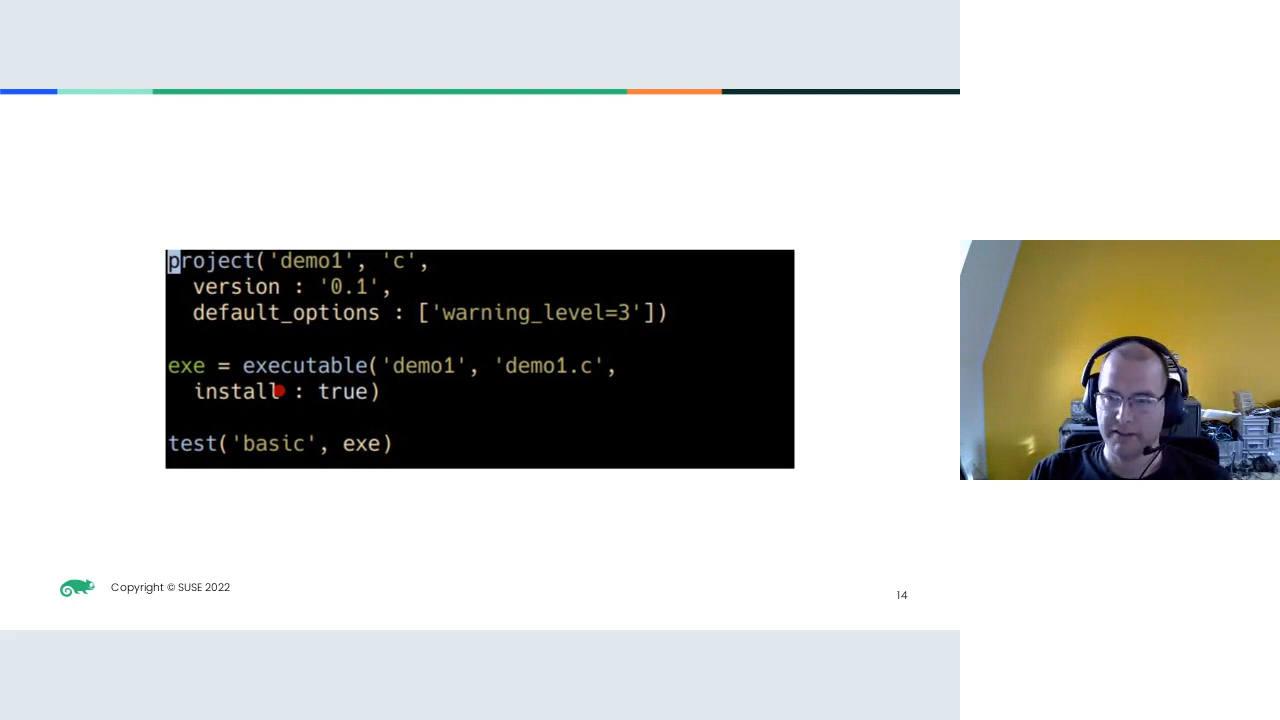 project('demo1', 'c',
  version : '0.1',
  default_options : ['warning_level=3'])
exe = executable('demo1', 'demo1.c',
  install : true)
test('basic', exe)
Copyright © SUSE 2022
14